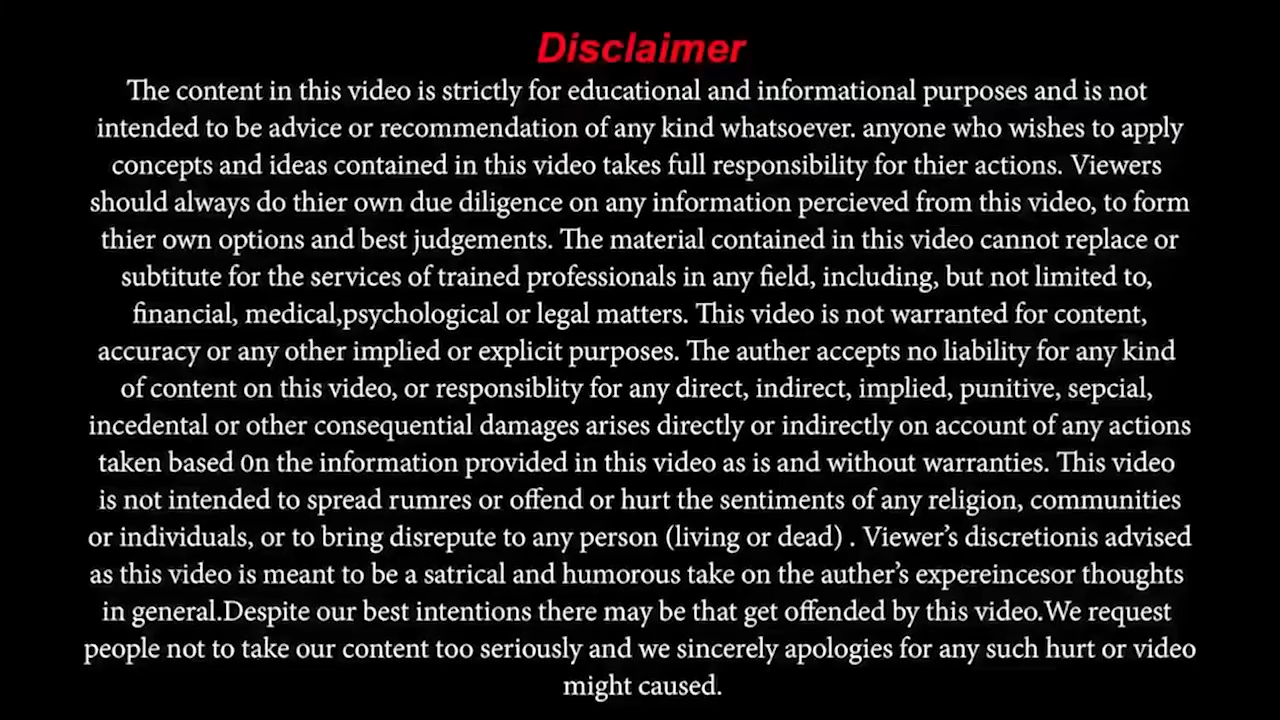 Disclaimer
The content in this video is strictly for educational and informational purposes and is not
intended to be advice or recommendation of any kind whatsoever. anyone who wishes to apply
concepts and ideas contained in this video takes full responsibility for thier actions. Viewers
should always do thier own due diligence on any information percieved from this video, to form
thier own options and best judgements. The material contained in this video cannot replace or
subtitute for the services of trained professionals in any field, including, but not limited to,
financial, medical,psychological or legal matters. This video is not warranted for content,
accuracy or any other implied or explicit purposes. The auther accepts no liability for any kind
of content on this video, or responsiblity for any direct, indirect, implied, punitive, sepcial,
incedental or other consequential damages arises directly or indirectly on account of any actions
taken based 0n the information provided in this video as is and without warranties. This video
is not intended to spread rumres or offend or hurt the sentiments of any religion, communities
or individuals, or to bring disrepute to any person (living or dead) . Viewer’s discretionis advised
as this video is meant to be a satrical and humorous take on the auther’s expereincesor thoughts
in general.Despite our best intentions there may be that get offended by this video.We request
people not to take our content too seriously and we sincerely apologies for any such hurt or video
might caused.